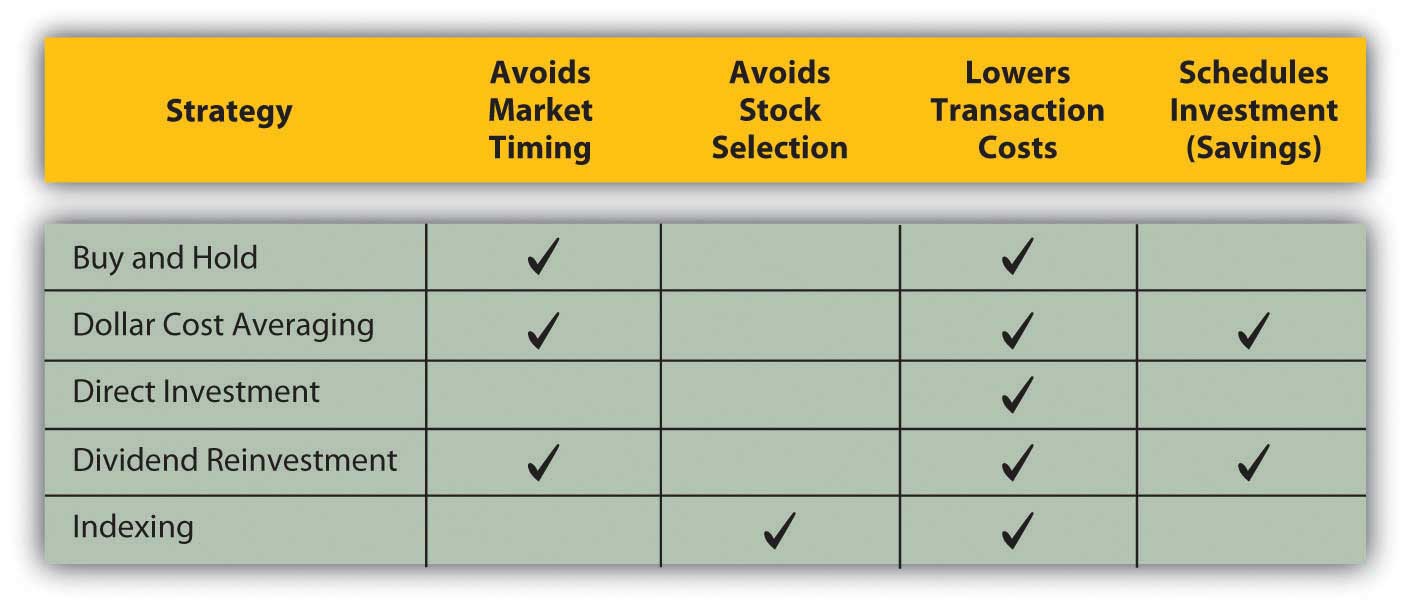 Strategy
Avoids
Market
Timing
Avoids
Stock
Selection
Lowers
Transaction
Costs
Schedules
Investment
(Savings)
Buy and Hold ✓ ✓
Dollar Cost Averaging ✓ ✓ ✓
Direct Investment ✓
Dividend Reinvestment ✓ ✓ ✓
Indexing ✓ ✓